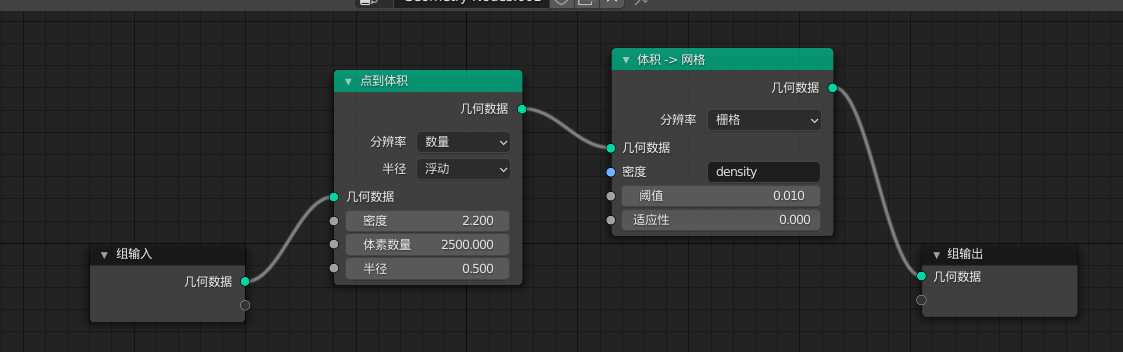 点到体积
几何数据
分辨率 数量
半径 浮动
几何数据
密度 2.200
体素数量 2500.000
半径 0.500
体积 -> 网格
几何数据
分辨率 栅格
几何数据
密度 density
阈值 0.010
适应性 0.000
组输入
几何数据
组输出
几何数据